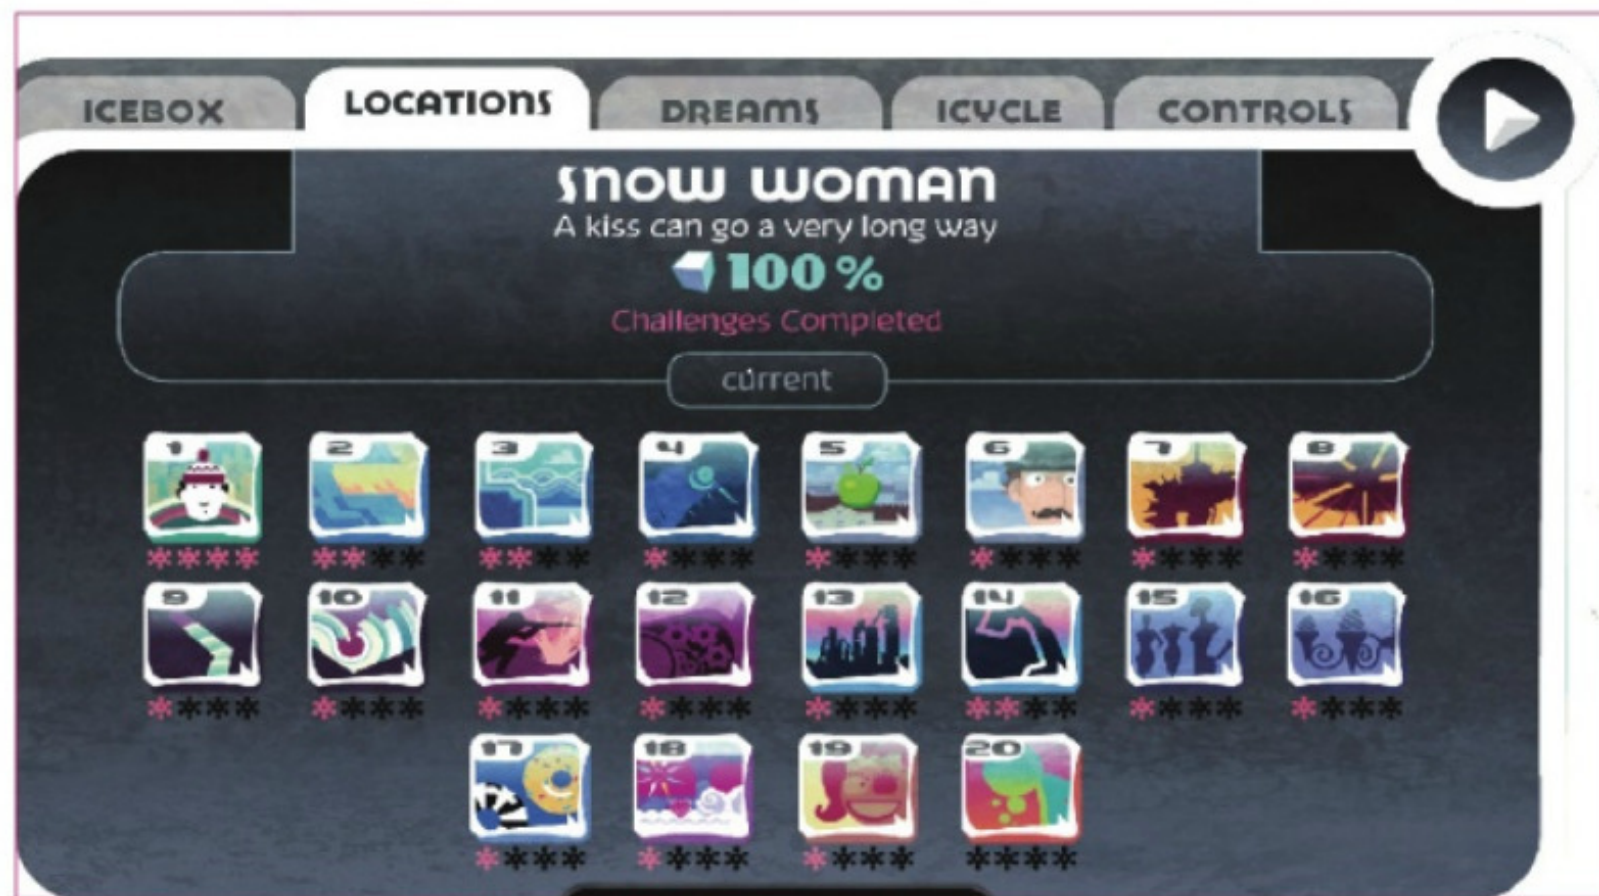 ICEBOX LOCATIONS DREAMS ICYCLE CONTROLS
SNOW WOMAN
A kiss can go a very long way
100 %
Challenges Completed
current
1 2 3 4 5 6 7 8
9 10 11 12 13 14 15 16
17 18 19 20